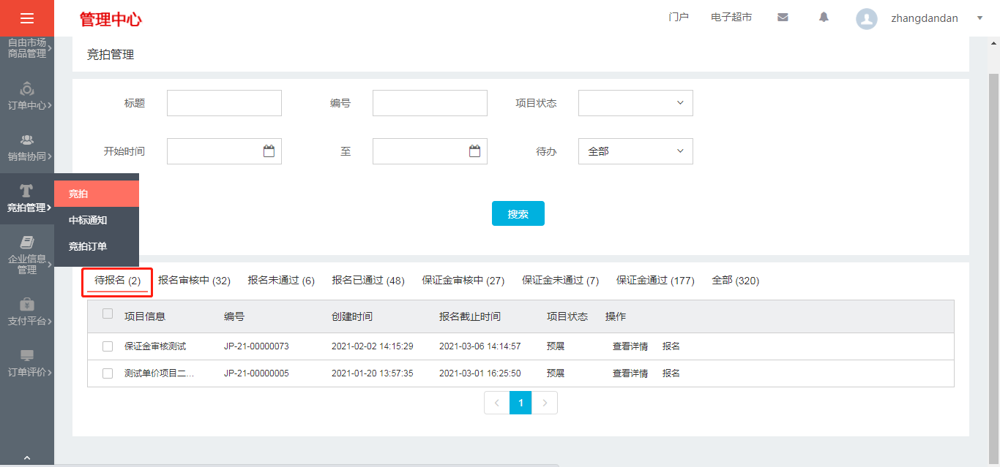 管理中心
门户 电子超市 zhangdandan
自由市场
商品管理
订单中心
销售协同
竞拍管理
企业信息
管理
支付平台
订单评价
竞拍
中标通知
竞拍订单
竞拍管理
标题 编号 项目状态
开始时间 至 待办 全部
搜索
待报名 (2) 报名审核中 (32) 报名未通过 (6) 报名已通过 (48) 保证金审核中 (27) 保证金未通过 (7) 保证金通过 (177) 全部 (320)
项目信息 编号 创建时间 报名截止时间 项目状态 操作
保证金审核测试 JP-21-00000073 2021-02-02 14:15:29 2021-03-06 14:14:57 预展 查看详情 报名
测试单价项目二... JP-21-00000005 2021-01-20 13:57:35 2021-03-01 16:25:50 预展 查看详情 报名
1